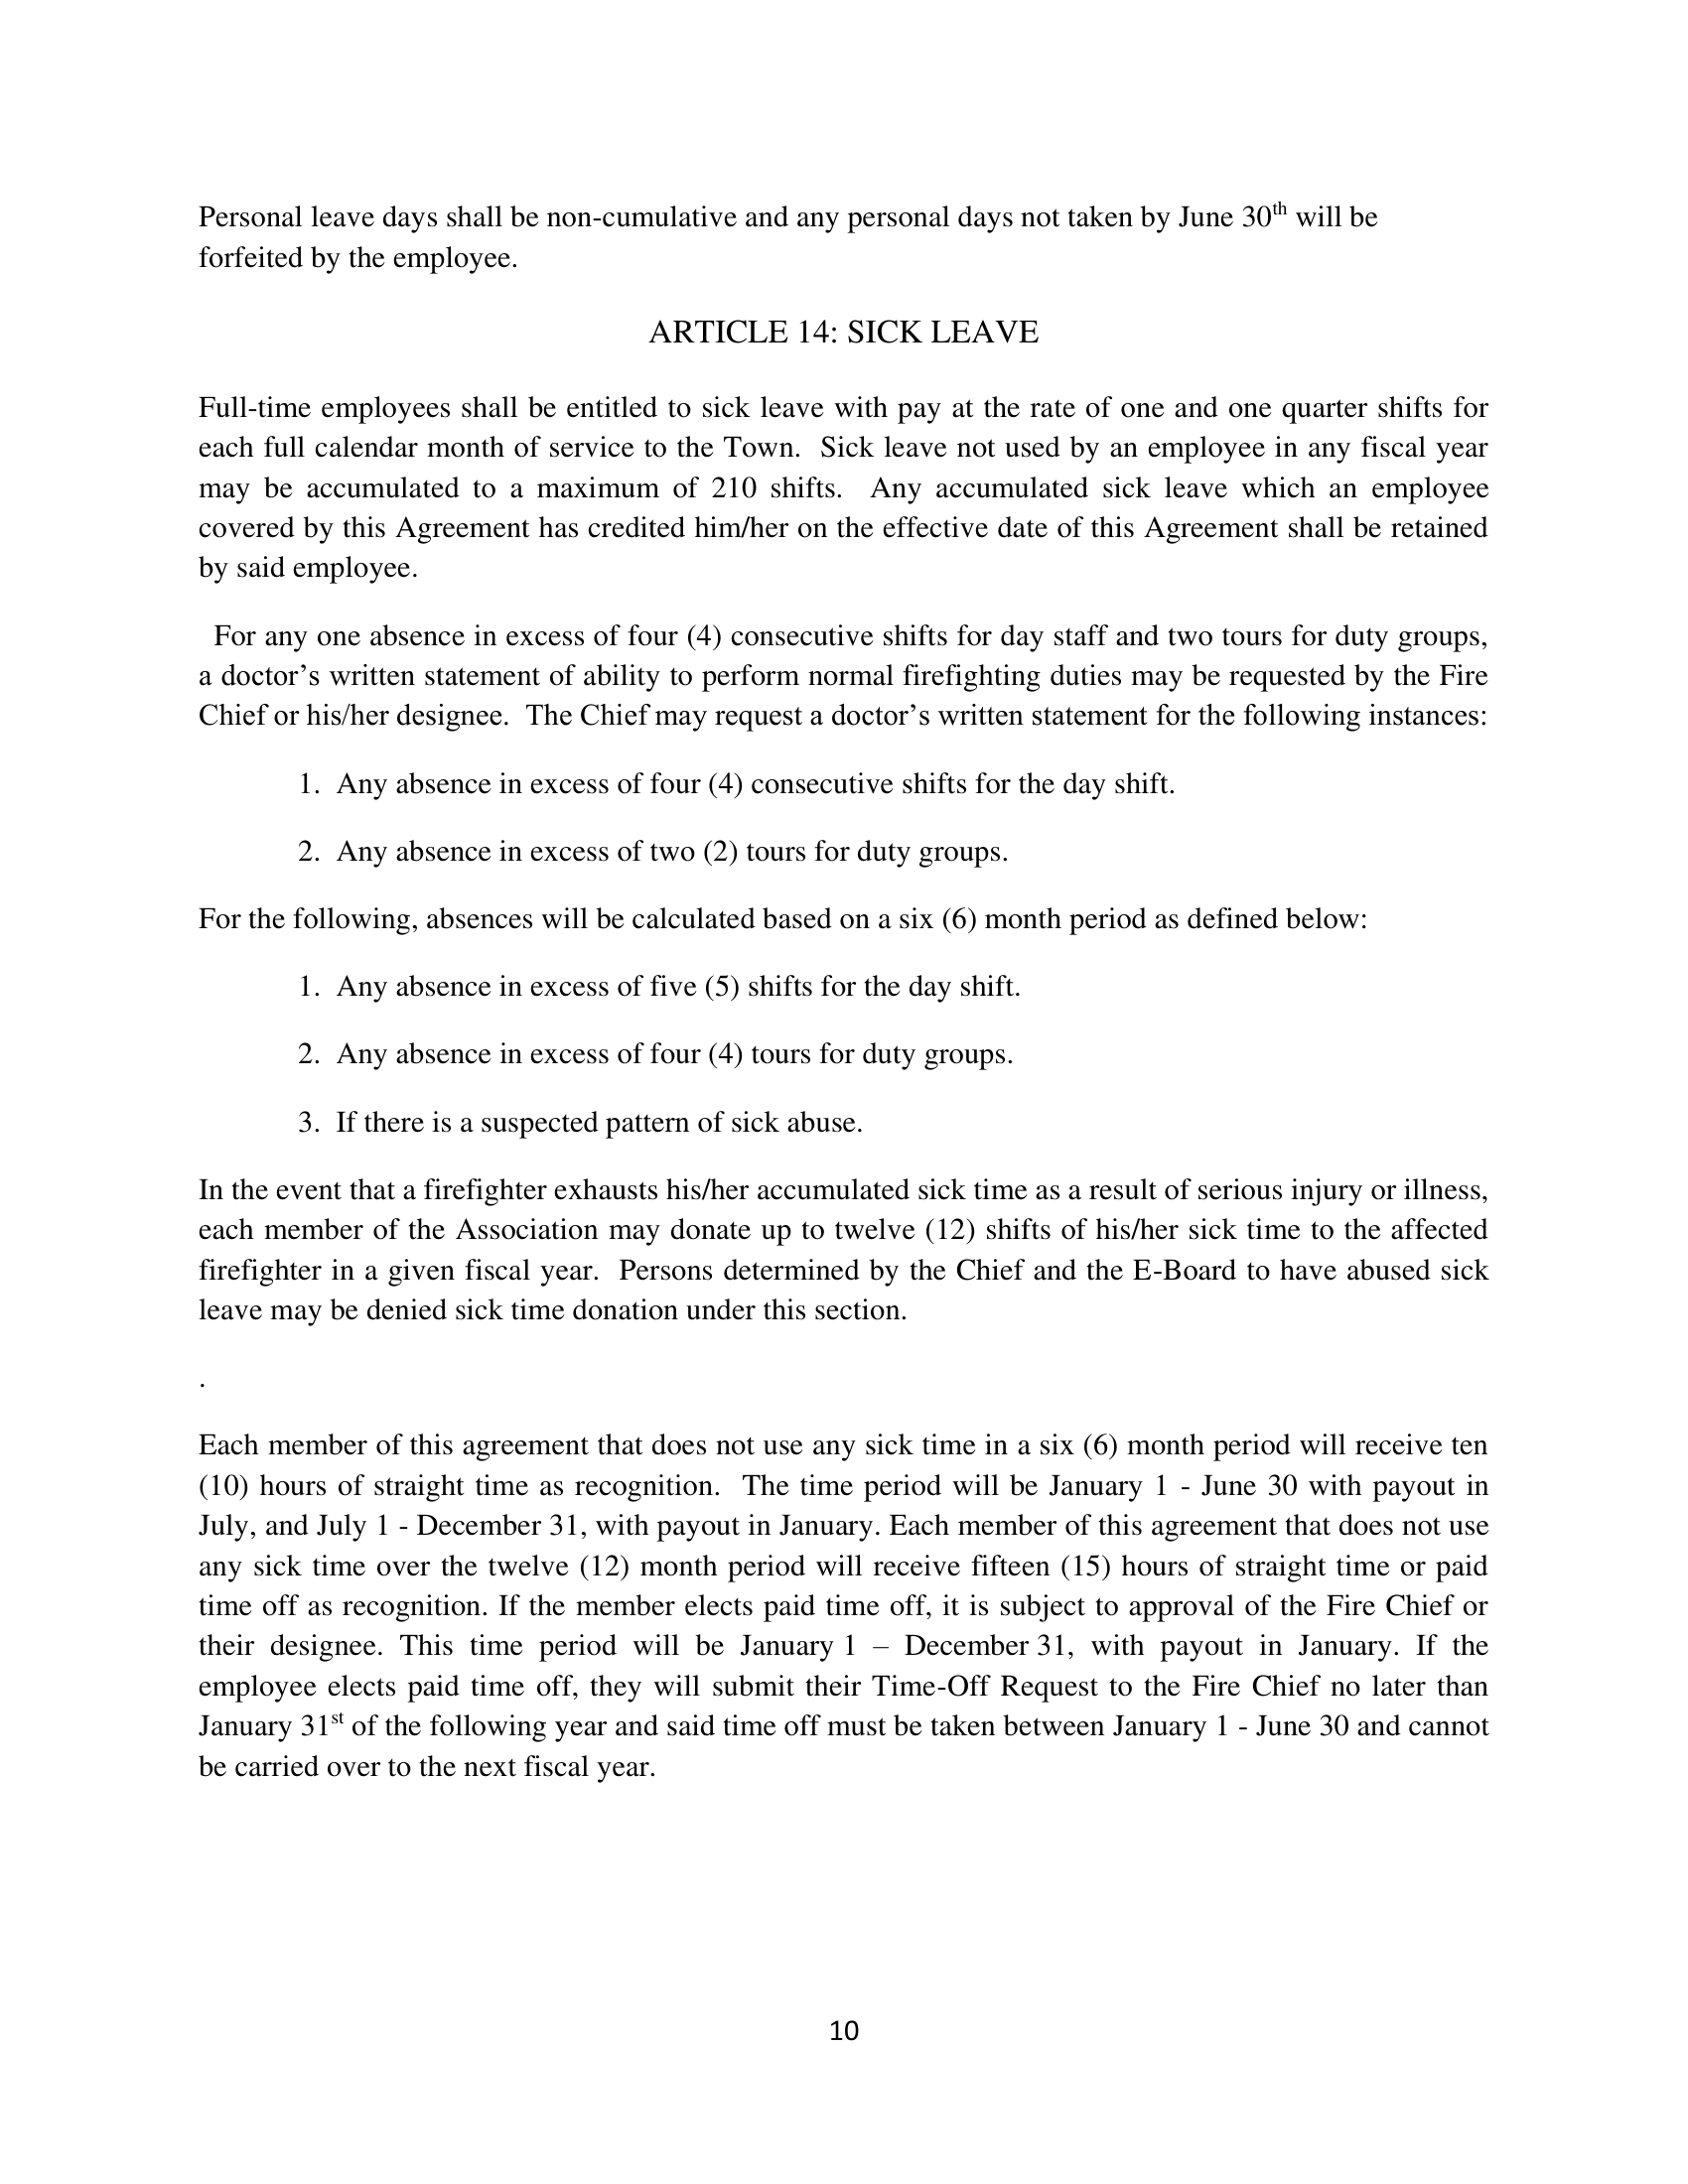 Personal leave days shall be non-cumulative and any personal days not taken by June 30th will be
forfeited by the employee.
ARTICLE 14: SICK LEAVE
Full-time employees shall be entitled to sick leave with pay at the rate of one and one quarter shifts for
each full calendar month of service to the Town.  Sick leave not used by an employee in any fiscal year
may be accumulated to a maximum of 210 shifts.  Any accumulated sick leave which an employee
covered by this Agreement has credited him/her on the effective date of this Agreement shall be retained
by said employee.
For any one absence in excess of four (4) consecutive shifts for day staff and two tours for duty groups,
a doctor’s written statement of ability to perform normal firefighting duties may be requested by the Fire
Chief or his/her designee.  The Chief may request a doctor’s written statement for the following instances:
1. Any absence in excess of four (4) consecutive shifts for the day shift.
2. Any absence in excess of two (2) tours for duty groups.
For the following, absences will be calculated based on a six (6) month period as defined below:
1. Any absence in excess of five (5) shifts for the day shift.
2. Any absence in excess of four (4) tours for duty groups.
3. If there is a suspected pattern of sick abuse.
In the event that a firefighter exhausts his/her accumulated sick time as a result of serious injury or illness,
each member of the Association may donate up to twelve (12) shifts of his/her sick time to the affected
firefighter in a given fiscal year.  Persons determined by the Chief and the E-Board to have abused sick
leave may be denied sick time donation under this section.
.
Each member of this agreement that does not use any sick time in a six (6) month period will receive ten
(10) hours of straight time as recognition.  The time period will be January 1 - June 30 with payout in
July, and July 1 - December 31, with payout in January. Each member of this agreement that does not use
any sick time over the twelve (12) month period will receive fifteen (15) hours of straight time or paid
time off as recognition. If the member elects paid time off, it is subject to approval of the Fire Chief or
their designee. This time period will be January 1 – December 31, with payout in January. If the
employee elects paid time off, they will submit their Time-Off Request to the Fire Chief no later than
January 31st of the following year and said time off must be taken between January 1 - June 30 and cannot
be carried over to the next fiscal year.
10